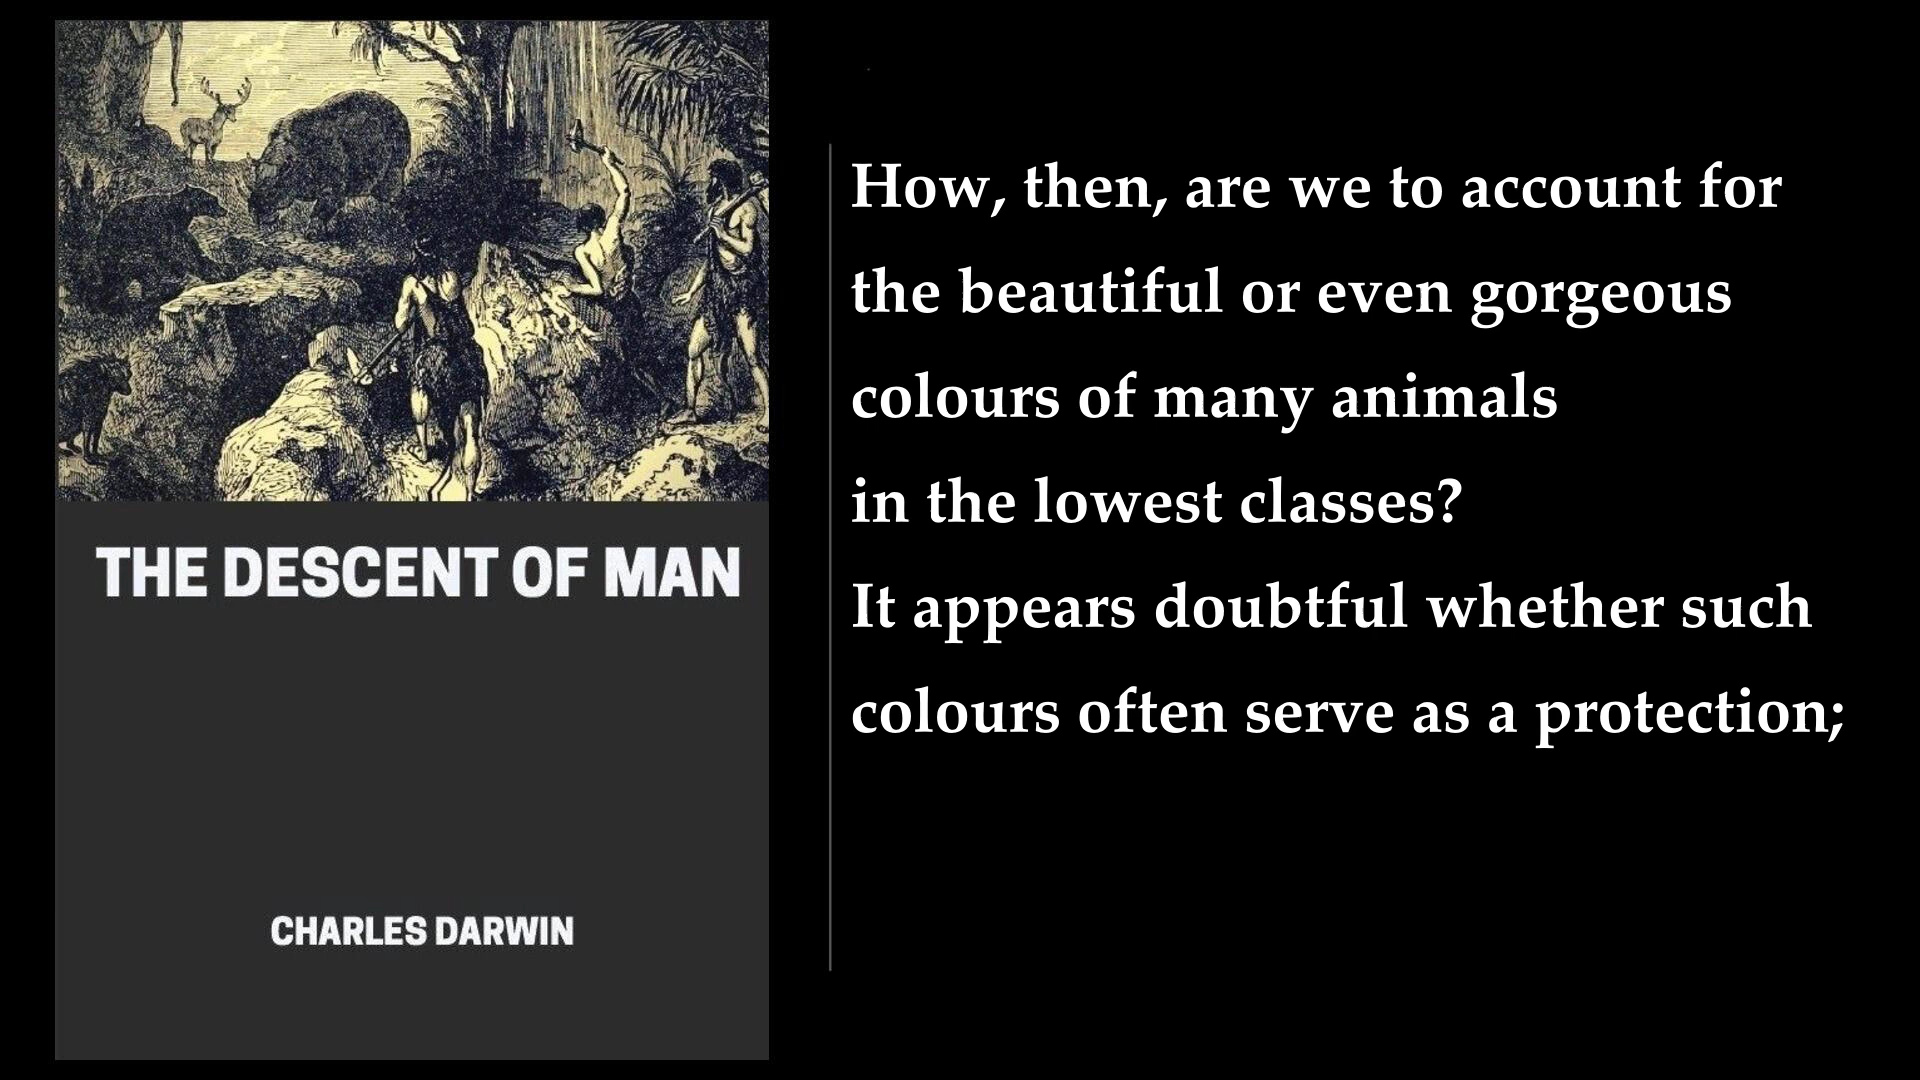 THE DESCENT OF MAN
CHARLES DARWIN
How, then, are we to account for
the beautiful or even gorgeous
colours of many animals
in the lowest classes?
It appears doubtful whether such
colours often serve as a protection;